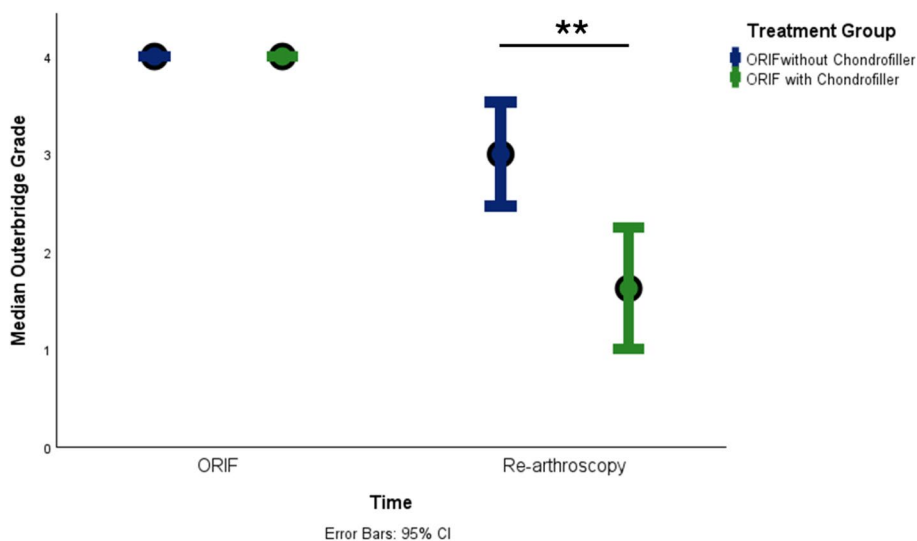 **
Treatment Group
ORIFwithout Chondrofiller
ORIF with Chondrofiller
Median Outerbridge Grade
4
3
2
1
0
ORIF Re-arthroscopy
Time
Error Bars: 95% CI